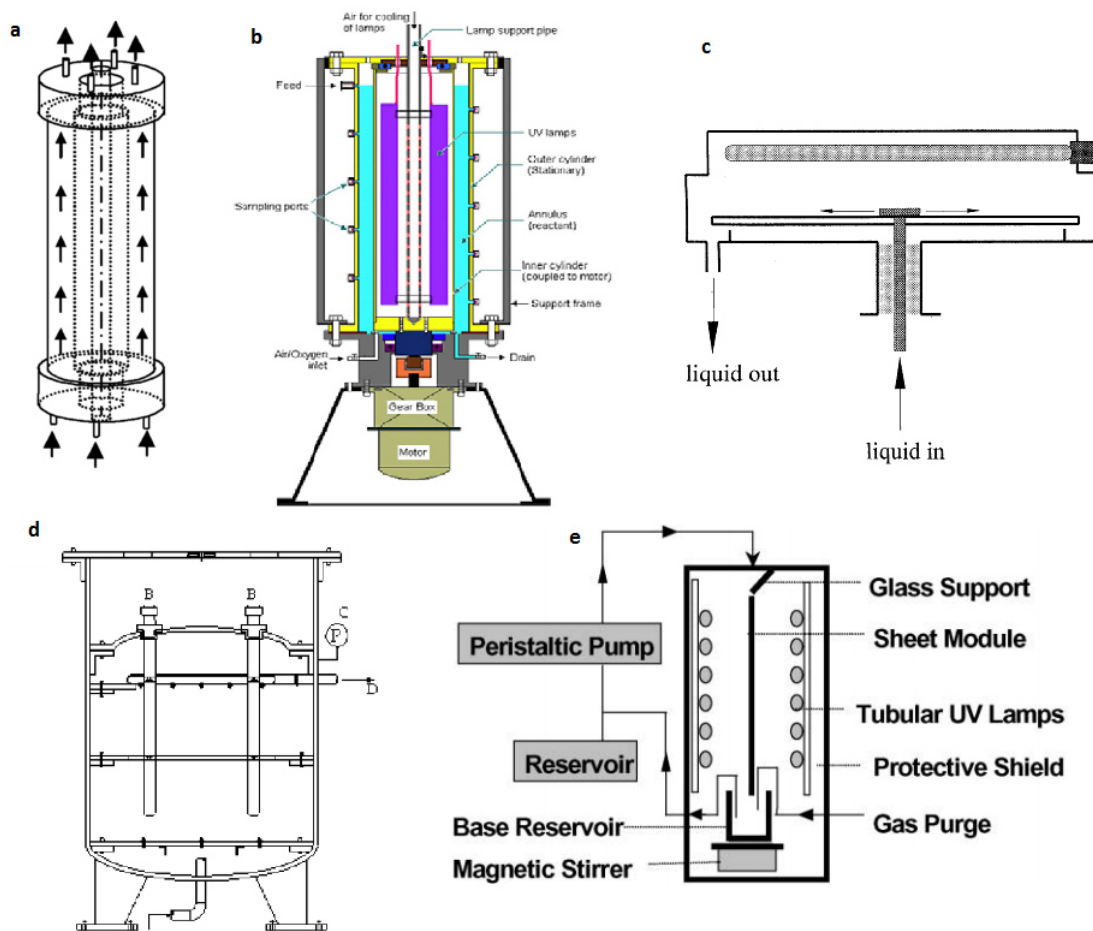 a
b
Air for cooling
of lamps
Lamp support pipe
Feed
UV lamps
Outer cylinder
(Stationary)
Sampling ports
Annulus
(reactant)
Inner cylinder
(coupled to motor)
Support frame
Air/Oxygen
inlet
Drain
Gear Box
Motor
c
liquid out
liquid in
d
B
B
C
P
D
e
Glass Support
Sheet Module
Peristaltic Pump
Tubular UV Lamps
Reservoir
Protective Shield
Base Reservoir
Gas Purge
Magnetic Stirrer